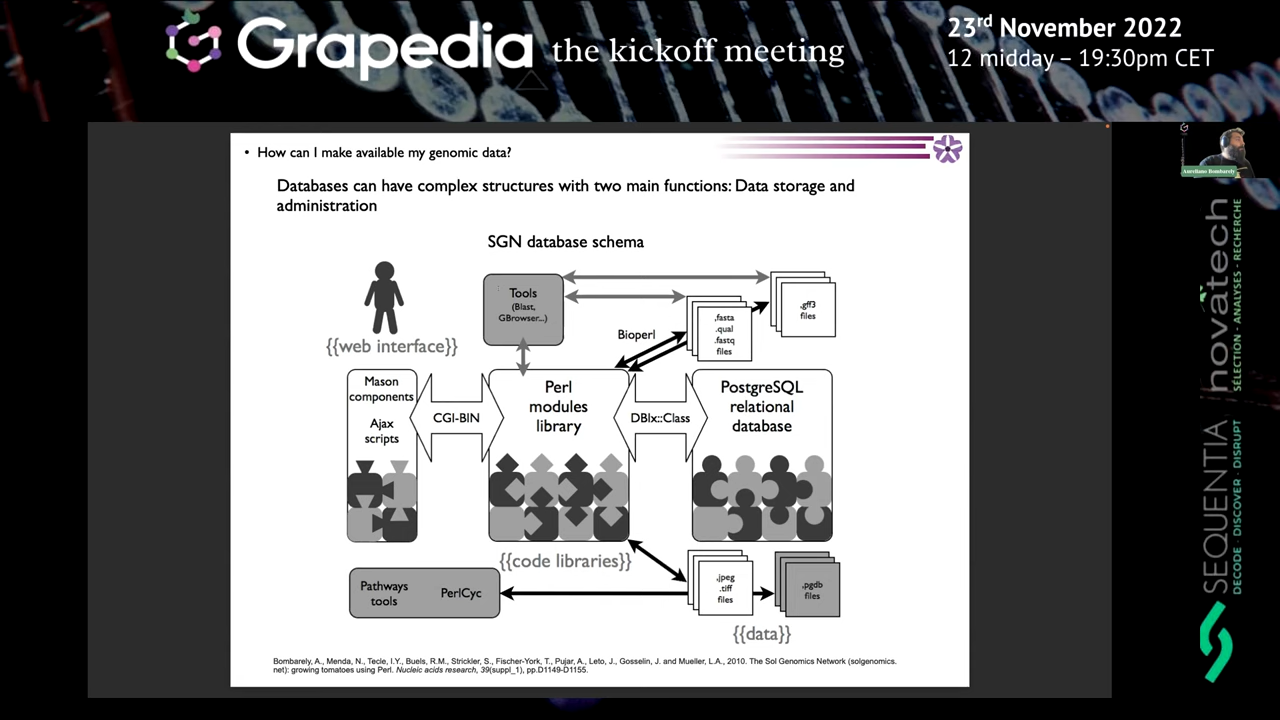 Grapedia the kickoff meeting
23rd November 2022
12 midday – 19:30pm CET
• How can I make available my genomic data?
Databases can have complex structures with two main functions: Data storage and
administration
SGN database schema
Tools
(Blast,
GBrowser...)
.gff3
files
.fasta
.qual
.fastq
files
Bioperl
{{web interface}}
Mason
components
Ajax
scripts
CGI-BIN
Perl
modules
library
DBIx::Class
PostgreSQL
relational
database
{{code libraries}}
Pathways
tools
PerlCyc
.jpeg
.tiff
files
.pgdb
files
{{data}}
Bombarely, A., Menda, N., Tecle, I.Y., Buels, R.M., Strickler, S., Fischer-York, T., Pujar, A., Leto, J., Gosselin, J. and Mueller, L.A., 2010. The Sol Genomics Network (solgenomics.
net): growing tomatoes using Perl. Nucleic acids research, 39(suppl_1), pp.D1149-D1155.
Aureliano Bombarely
novatech
SÉLECTION - ANALYSES - RECHERCHE
SEQUENTIA
DECODE · DISCOVER · DISRUPT